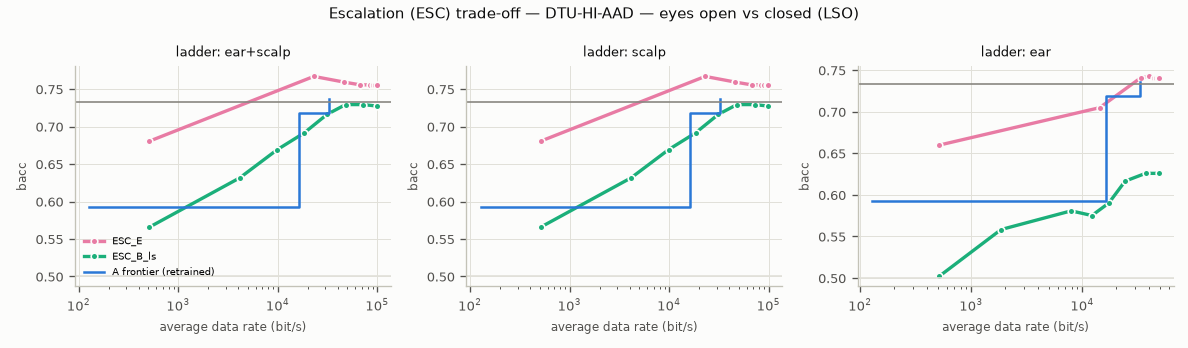 Escalation (ESC) trade-off — DTU-HI-AAD — eyes open vs closed (LSO)
ladder: ear+scalp
bacc
0.75
0.70
0.65
0.60
0.55
0.50
ESC_E
ESC_B_ls
A frontier (retrained)
10²
10³
10⁴
10⁵
average data rate (bit/s)
ladder: scalp
bacc
0.75
0.70
0.65
0.60
0.55
0.50
10²
10³
10⁴
10⁵
average data rate (bit/s)
ladder: ear
bacc
0.75
0.70
0.65
0.60
0.55
0.50
10²
10³
10⁴
average data rate (bit/s)